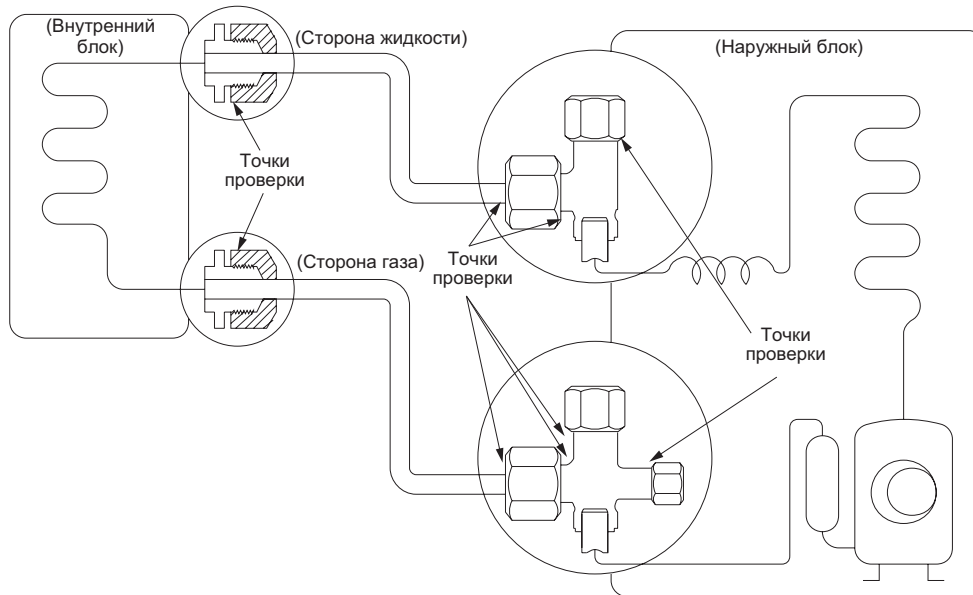 (Внутренний
блок)
(Сторона жидкости)
(Наружный блок)
Точки
проверки
(Сторона газа)
Точки
проверки
Точки
проверки